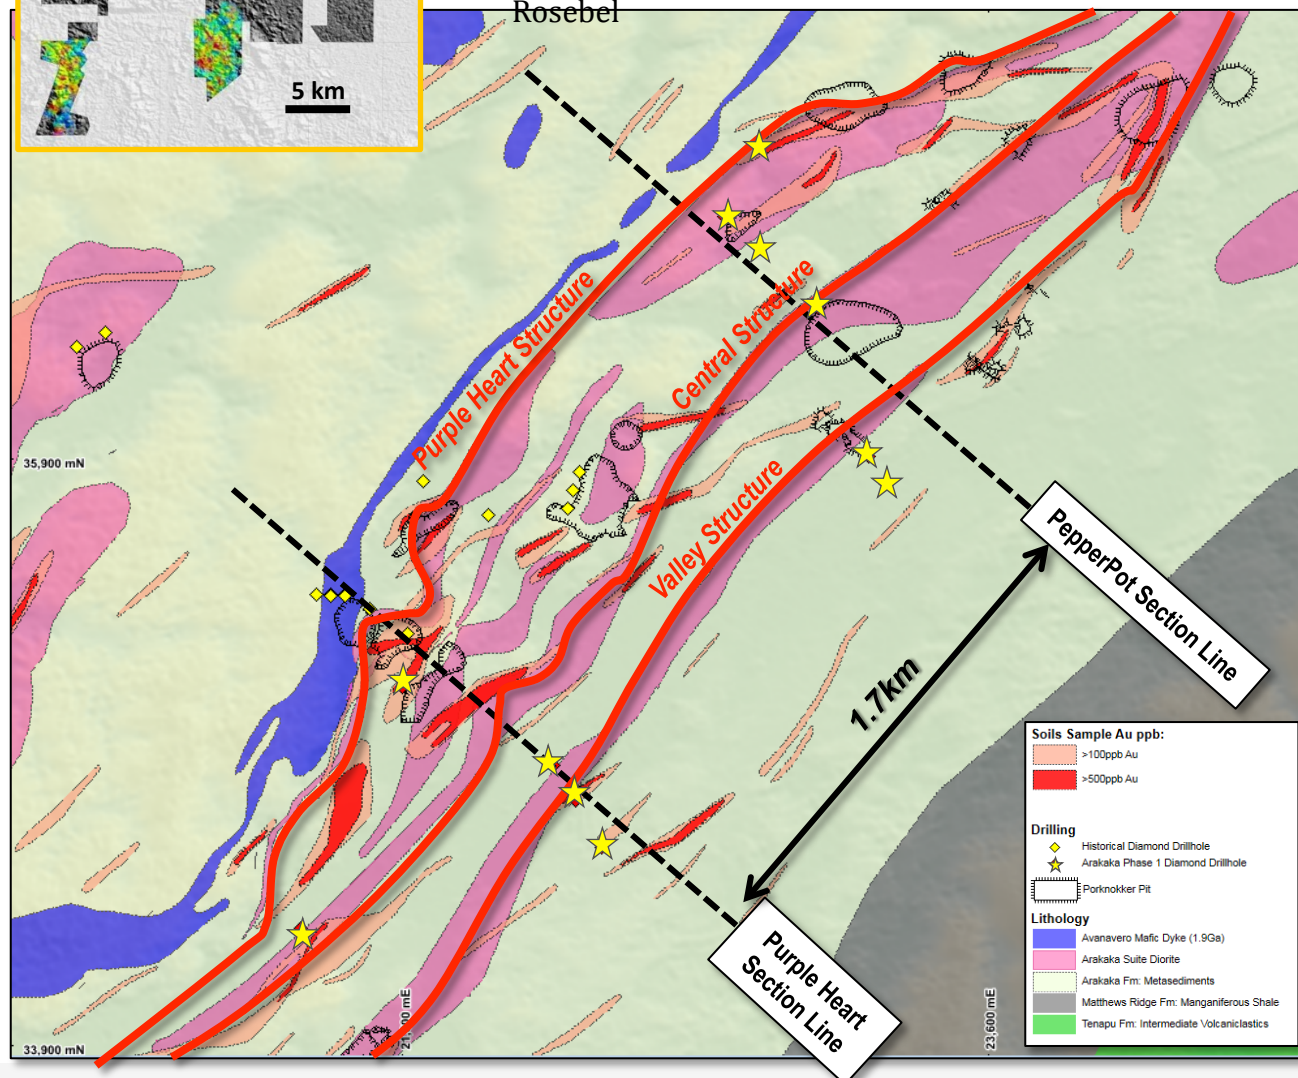 Rosebel
5 km
Purple Heart Structure
Central Structure
Valley Structure
35,900 mN
PepperPot Section Line
1.7km
Purple Heart
Section Line
Soils Sample Au ppb:
>100ppb Au
>500ppb Au
Drilling
Historical Diamond Drillhole
Arakaka Phase 1 Diamond Drillhole
Porknokker Pit
Lithology
Avanavero Mafic Dyke (1.9Ga)
Arakaka Suite Diorite
Arakaka Fm: Metasediments
Matthews Ridge Fm: Manganiferous Shale
Tenapu Fm: Intermediate Volcaniclastics
33,900 mN
23,600 mE